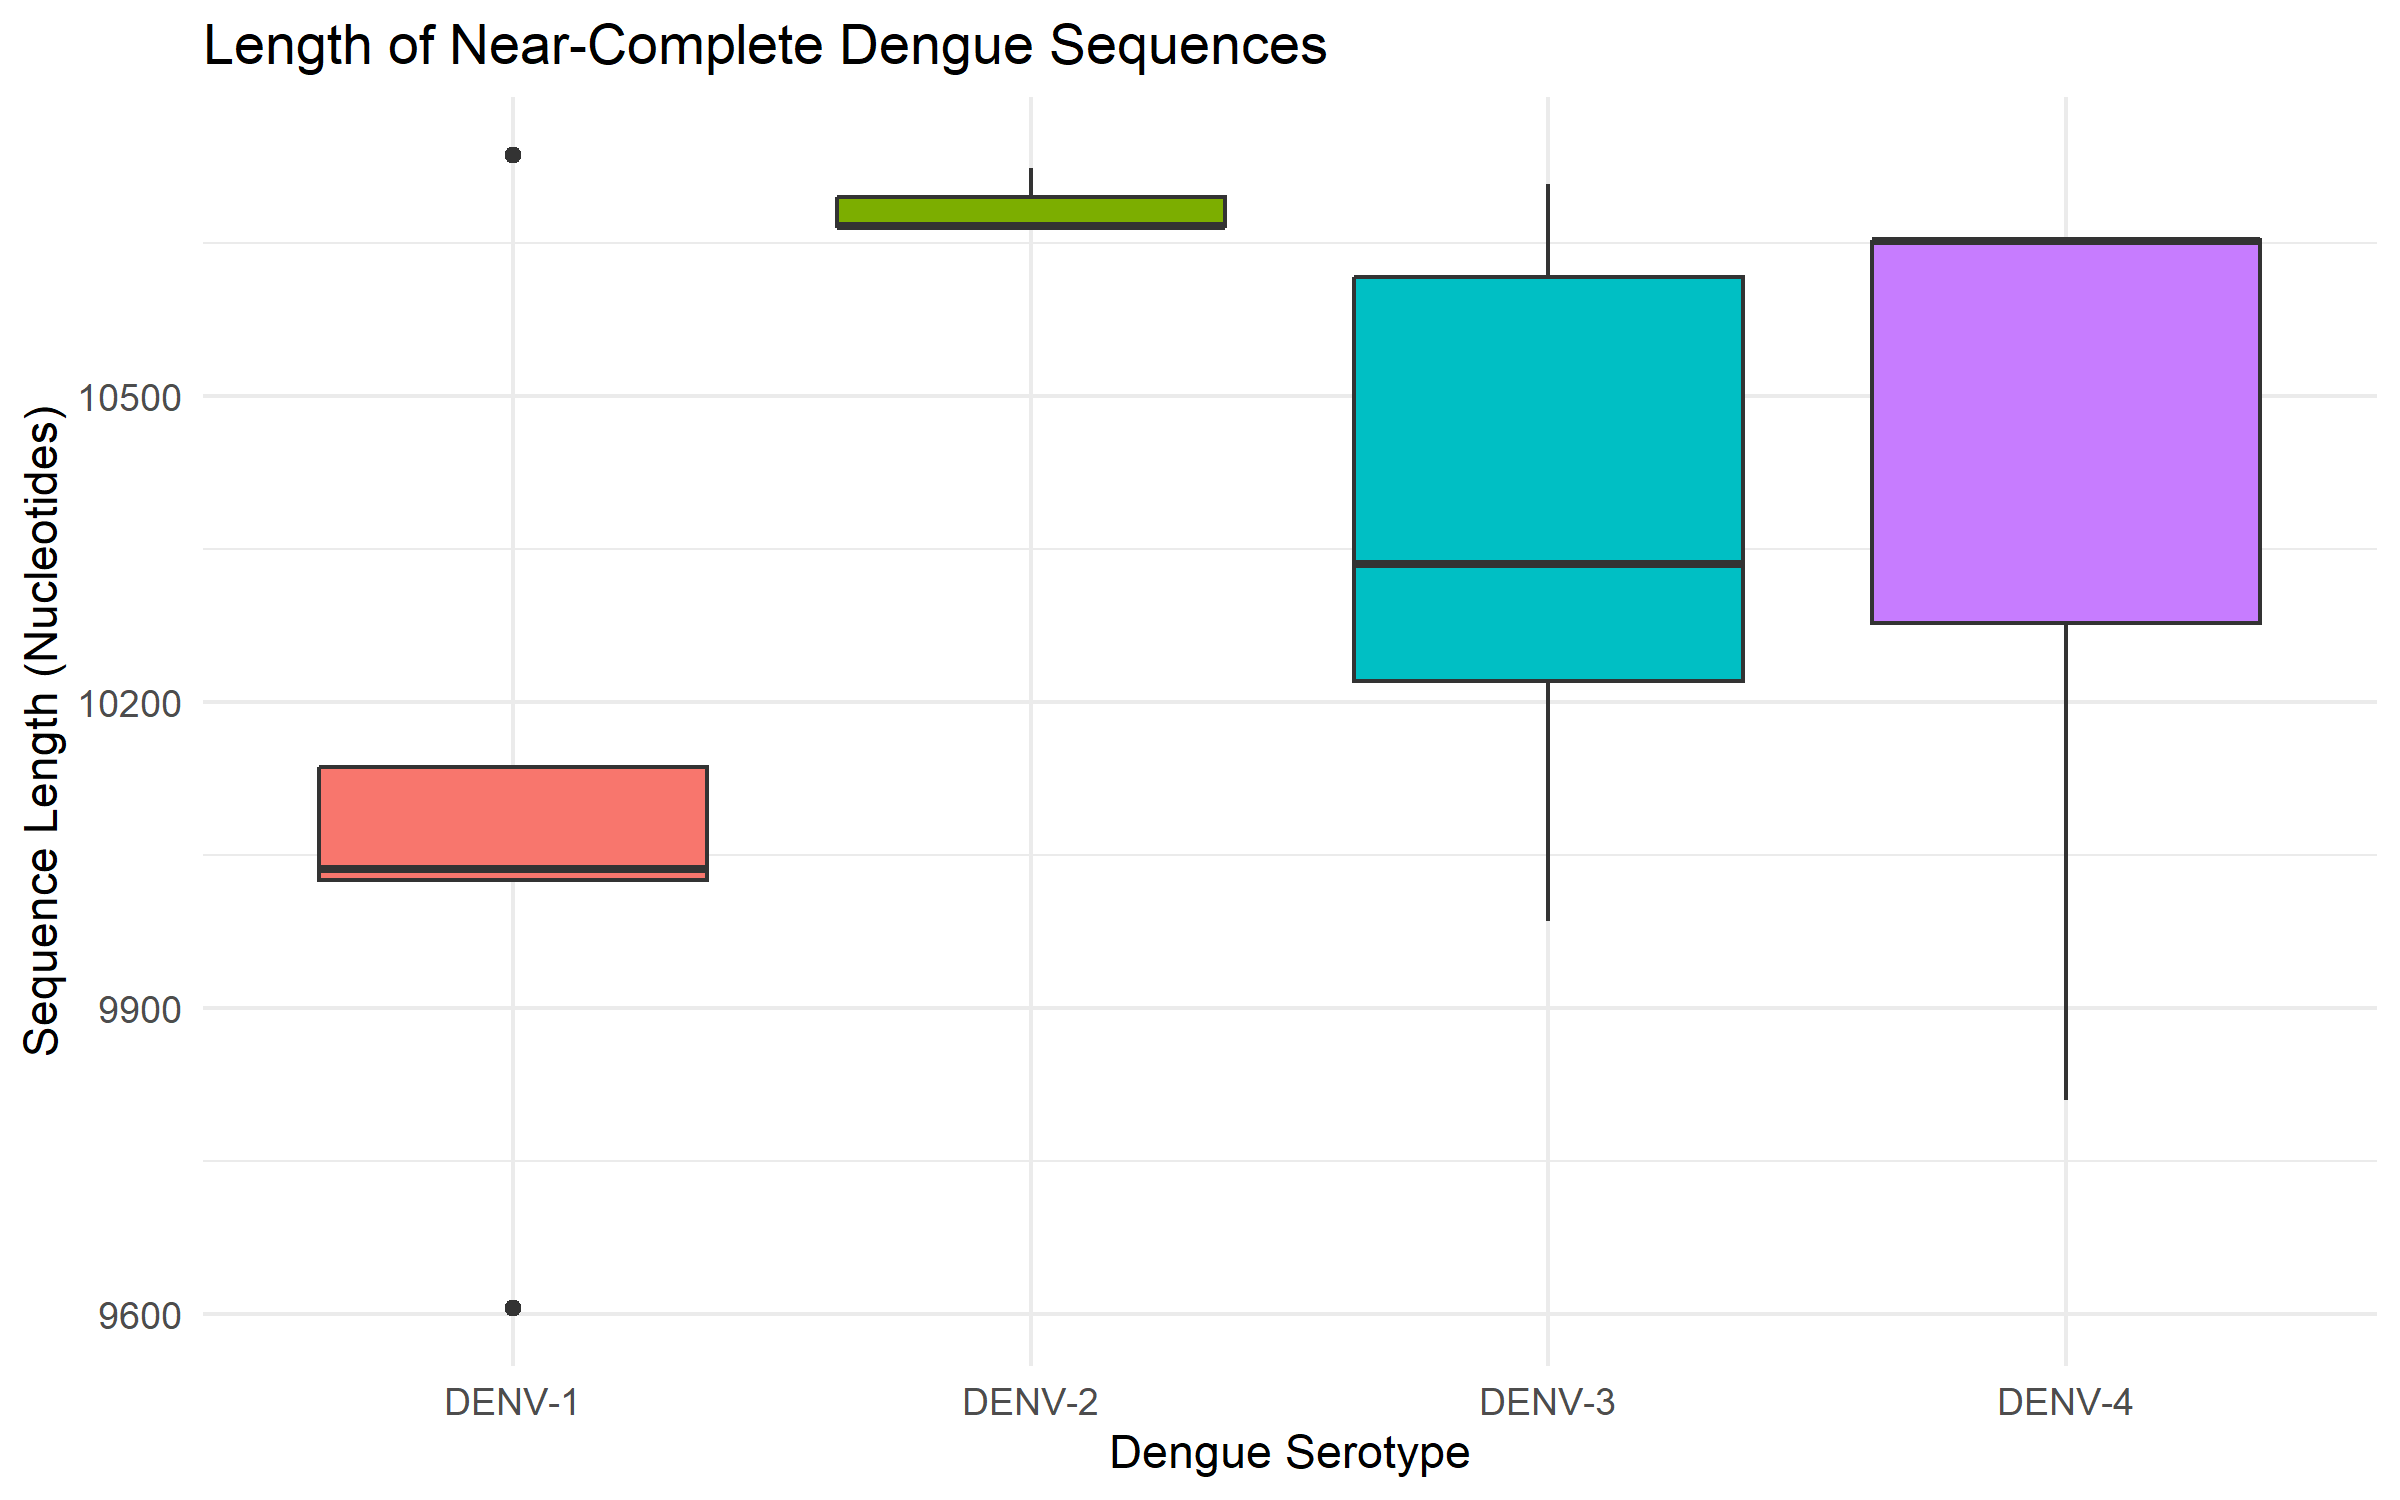 Length of Near-Complete Dengue Sequences
Sequence Length (Nucleotides)
10500
10200
9900
9600
DENV-1
DENV-2
DENV-3
DENV-4
Dengue Serotype